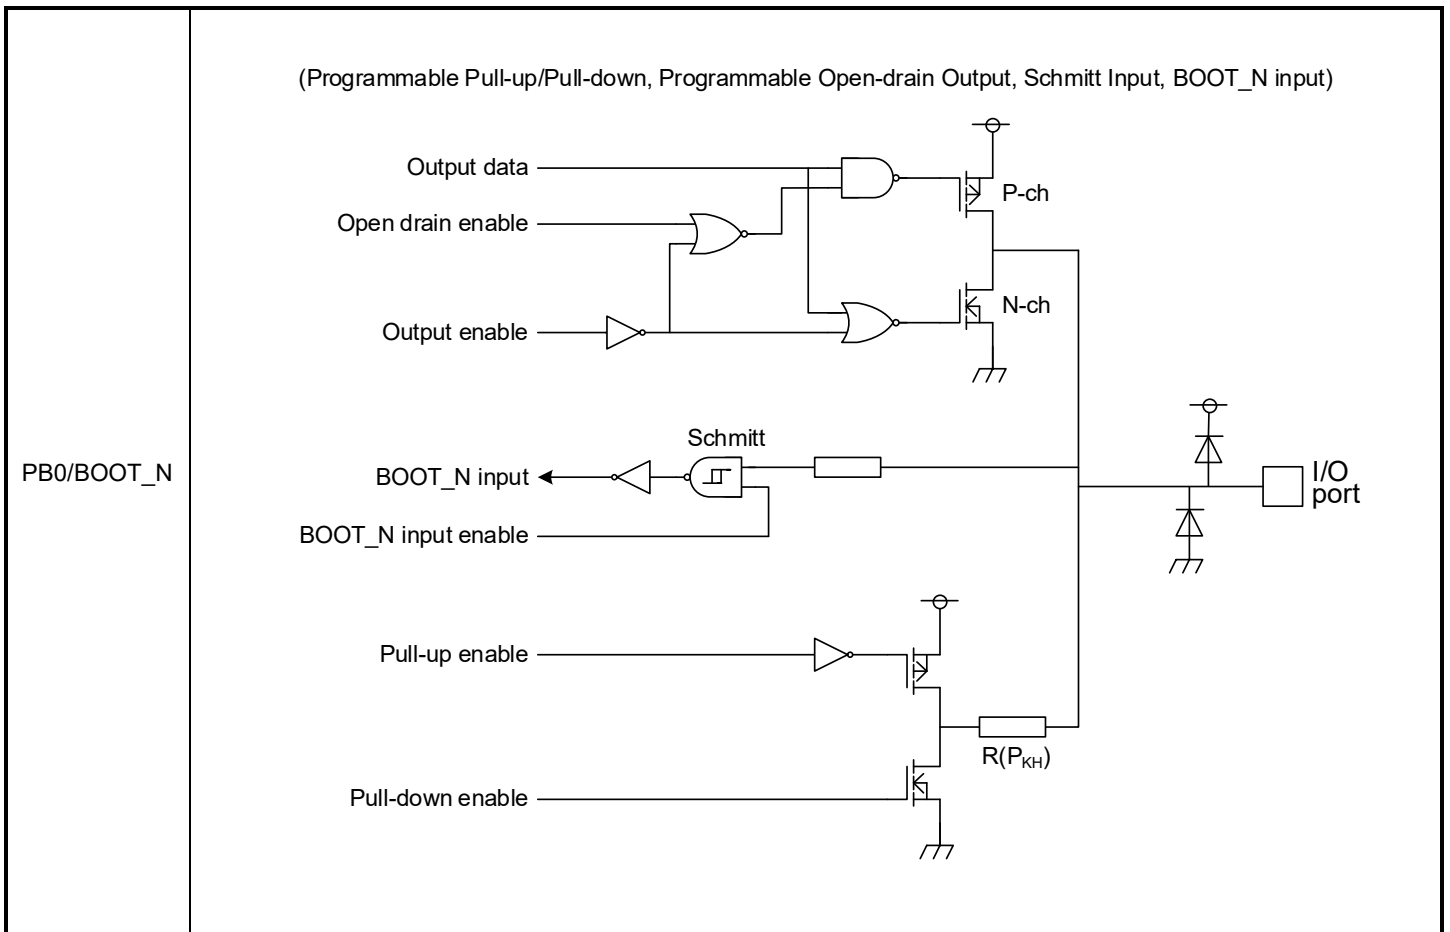 (Programmable Pull-up/Pull-down, Programmable Open-drain Output, Schmitt Input, BOOT_N input)
Output data
P-ch
Open drain enable
N-ch
Output enable
Schmitt
PB0/BOOT_N
BOOT_N input
I/O
port
BOOT_N input enable
Pull-up enable
R(PKH)
Pull-down enable